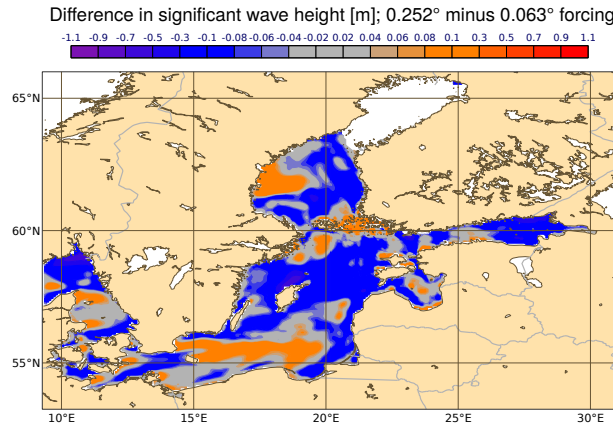 Difference in significant wave height [m]; 0.252° minus 0.063° forcing
-1.1 -0.9 -0.7 -0.5 -0.3 -0.1 -0.08 -0.06 -0.04 -0.02 0.02 0.04 0.06 0.08 0.1 0.3 0.5 0.7 0.9 1.1
65°N
60°N
55°N
10°E 15°E 20°E 25°E 30°E